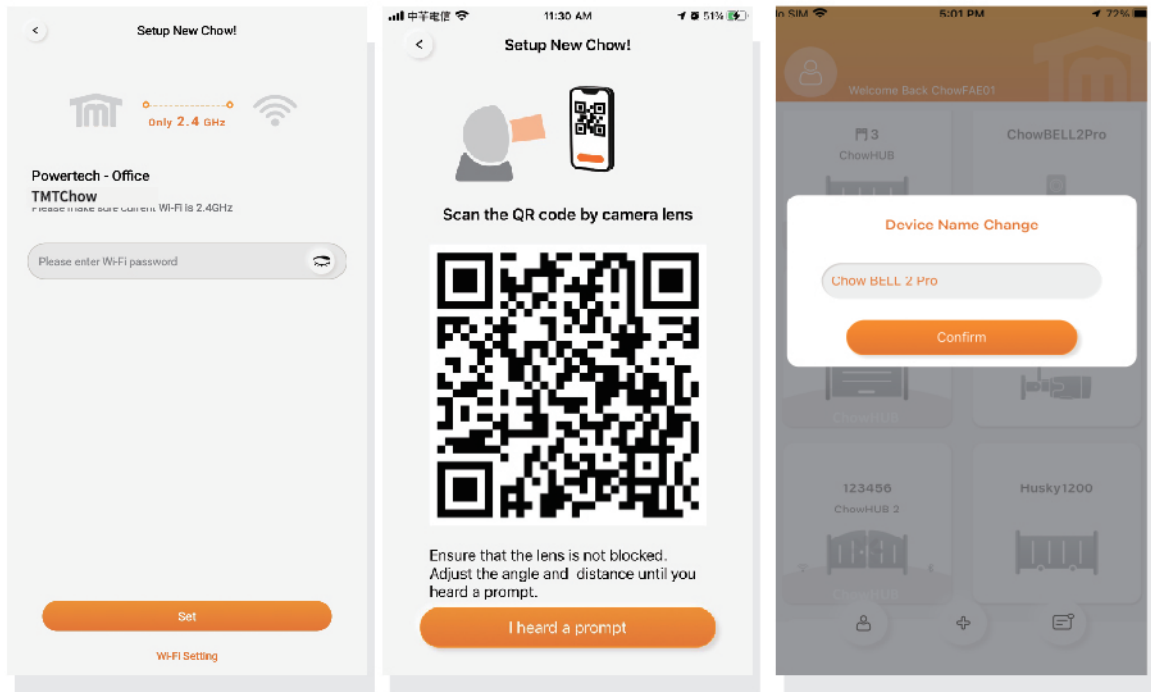 Setup New Chow!
TMT
Only 2.4 GHz
Powertech - Office
TMTChow
Please make sure current Wi-Fi is 2.4GHz
Please enter Wi-Fi password
Set
Wi-Fi Setting
中华电信 11:30 AM 51%
Setup New Chow!
Scan the QR code by camera lens
Ensure that the lens is not blocked.
Adjust the angle and distance until you
heard a prompt.
I heard a prompt
No SIM 5:01 PM 72%
TMT
Welcome Back ChowFAE01
3
ChowHUB
ChowBELL2Pro
Device Name Change
Chow BELL 2 Pro
Confirm
ChowHUB
123456
ChowHUB 2
Husky1200
ChowHUB